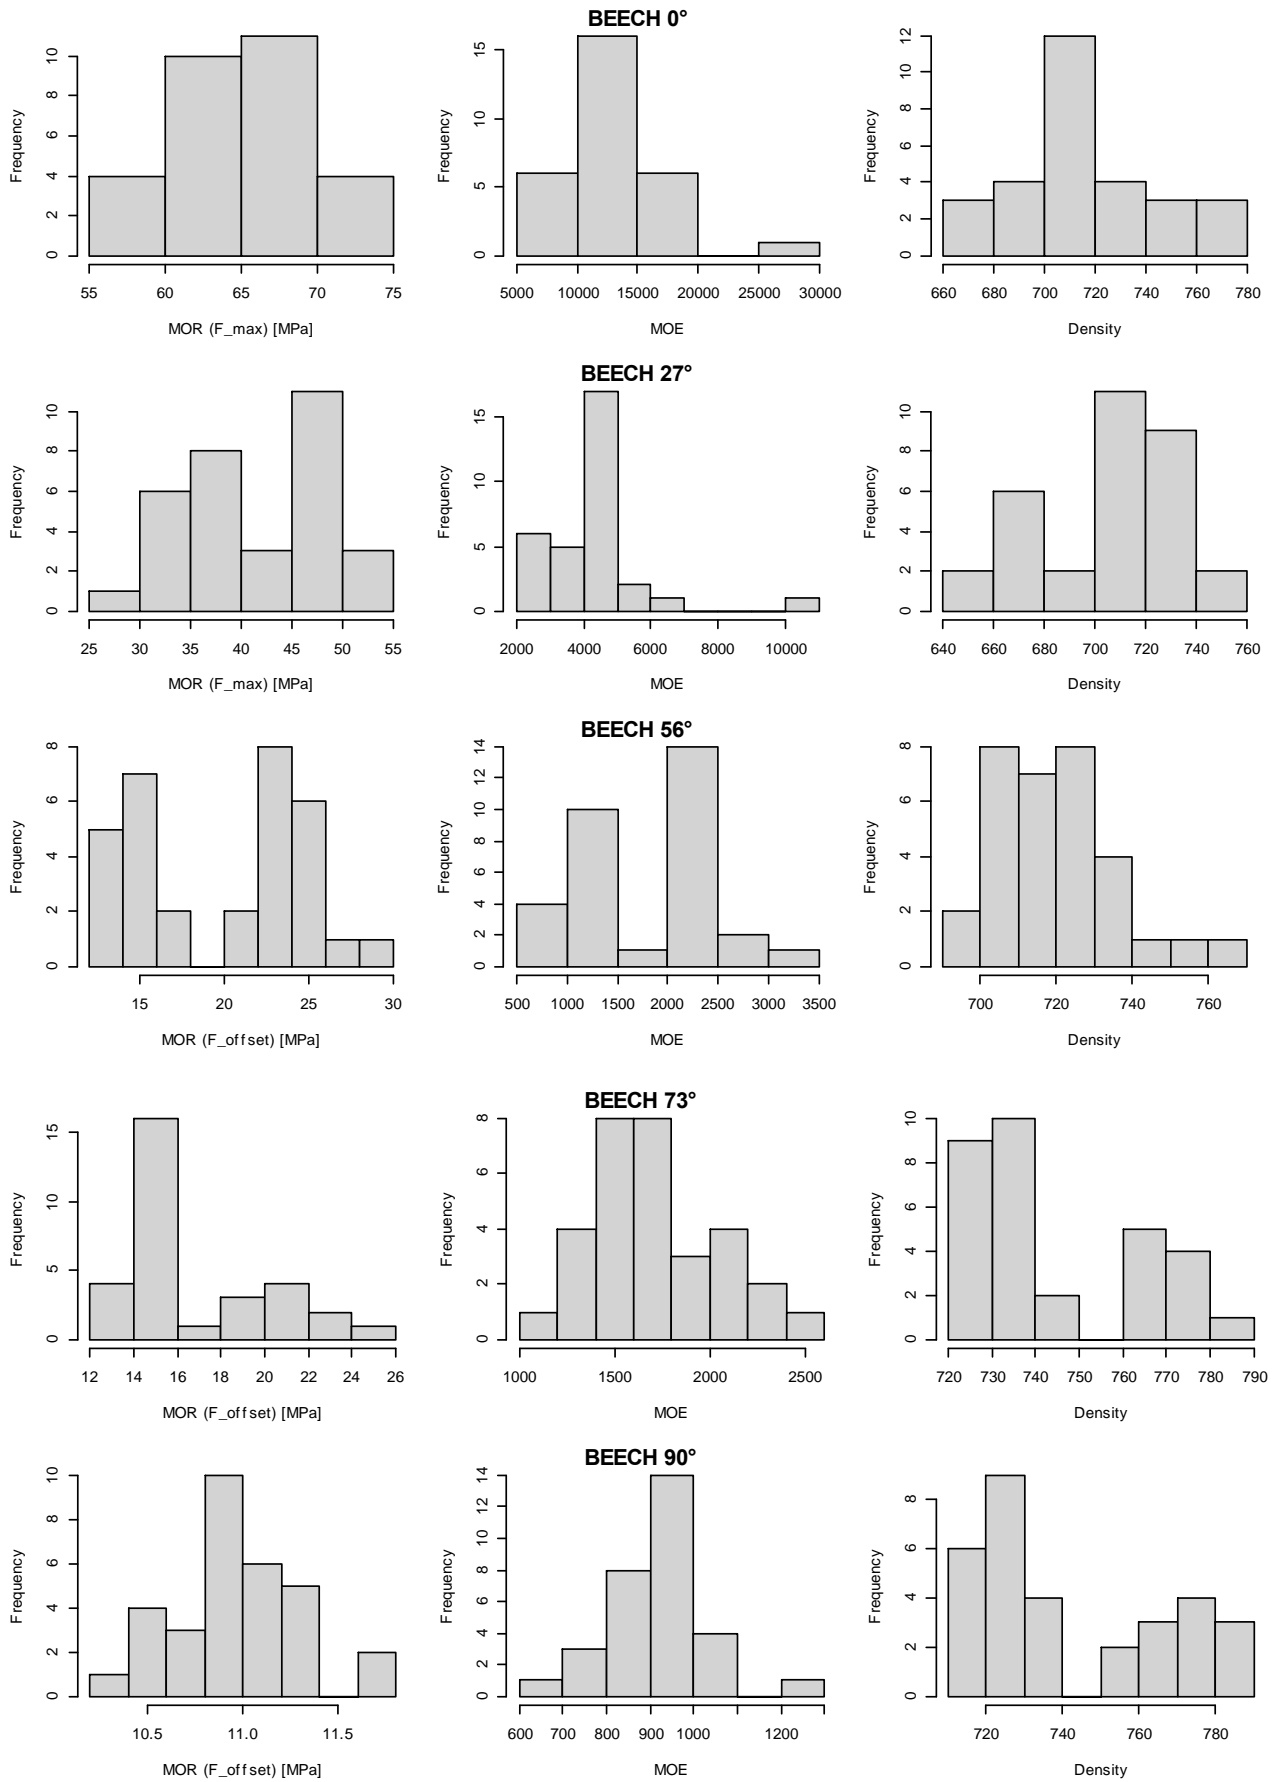 BEECH 0°
Frequency
0 2 4 6 8 10
55 60 65 70 75
MOR (F_max) [MPa]
Frequency
0 5 10 15
5000 10000 15000 20000 25000 30000
MOE
Frequency
0 2 4 6 8 10 12
660 680 700 720 740 760 780
Density
BEECH 27°
Frequency
0 2 4 6 8 10
25 30 35 40 45 50 55
MOR (F_max) [MPa]
Frequency
0 5 10 15
2000 4000 6000 8000 10000
MOE
Frequency
0 2 4 6 8 10
640 660 680 700 720 740 760
Density
BEECH 56°
Frequency
0 2 4 6 8
15 20 25 30
MOR (F_offset) [MPa]
Frequency
0 2 4 6 8 10 12 14
500 1000 1500 2000 2500 3000 3500
MOE
Frequency
0 2 4 6 8
700 720 740 760
Density
BEECH 73°
Frequency
0 5 10 15
12 14 16 18 20 22 24 26
MOR (F_offset) [MPa]
Frequency
0 2 4 6 8
1000 1500 2000 2500
MOE
Frequency
0 2 4 6 8 10
720 730 740 750 760 770 780 790
Density
BEECH 90°
Frequency
0 2 4 6 8 10
10.5 11.0 11.5
MOR (F_offset) [MPa]
Frequency
0 2 4 6 8 10 12 14
600 700 800 900 1000 1200
MOE
Frequency
0 2 4 6 8
720 740 760 780
Density